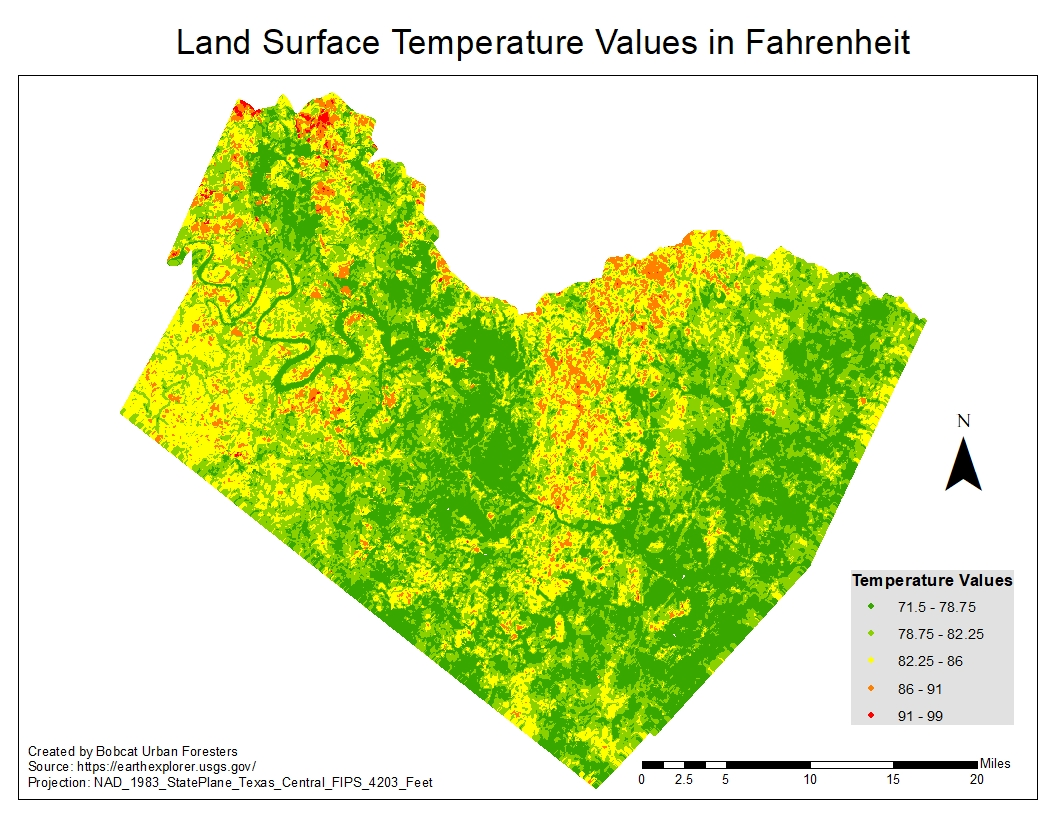 Land Surface Temperature Values in Fahrenheit
N
Temperature Values
71.5 - 78.75
78.75 - 82.25
82.25 - 86
86 - 91
91 - 99
Created by Bobcat Urban Foresters
Source: https://earthexplorer.usgs.gov/
Projection: NAD_1983_StatePlane_Texas_Central_FIPS_4203_Feet
Miles
0 2.5 5 10 15 20